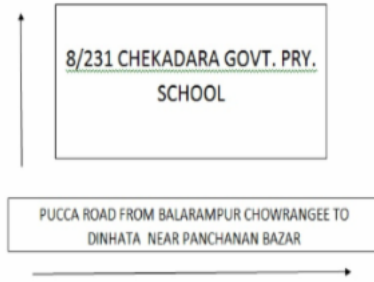 8/231 CHEKADARA GOVT. PRY.
SCHOOL
PUCCA ROAD FROM BALARAMPUR CHOWRANGEE TO
DINHATA NEAR PANCHANAN BAZAR